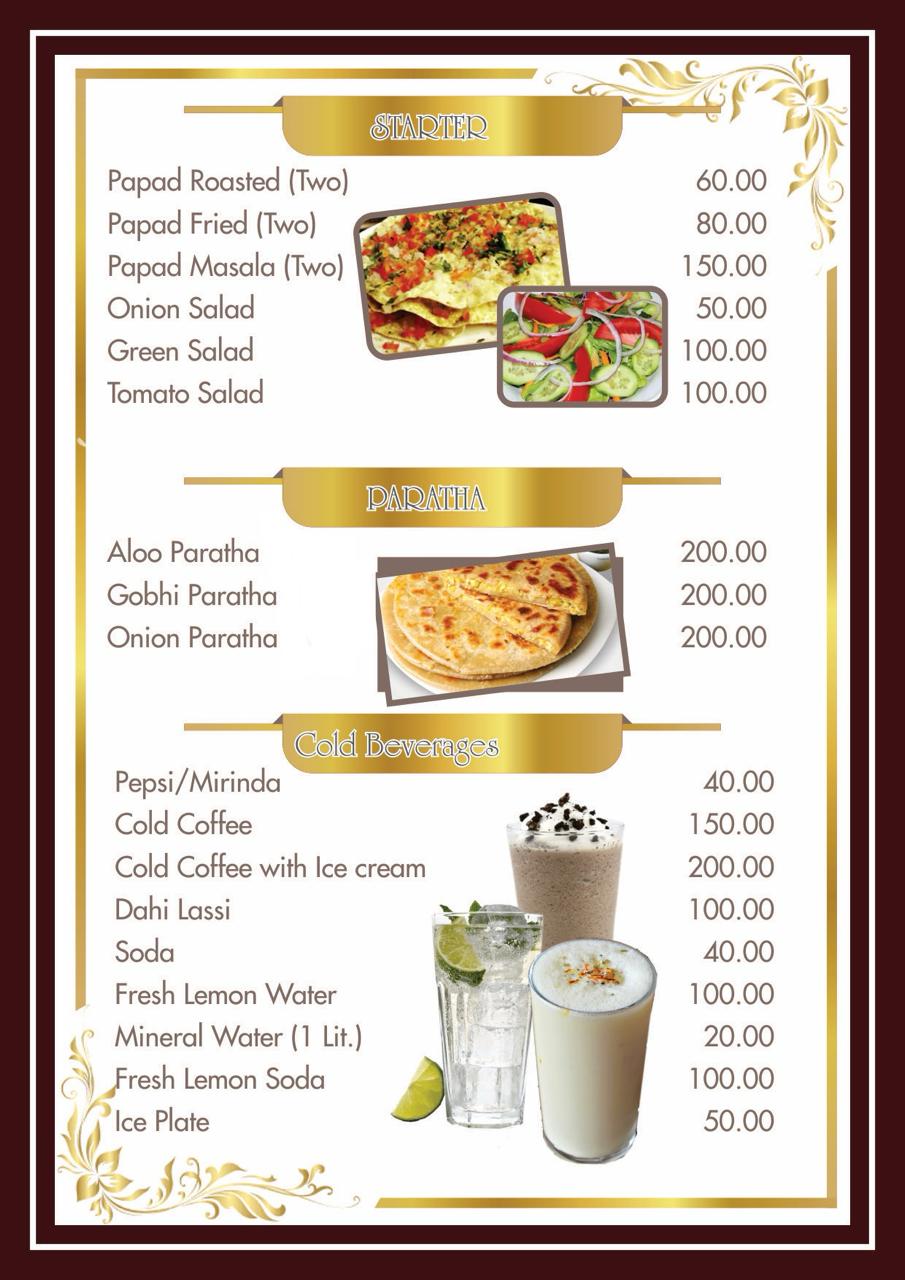 STARTER
Papad Roasted (Two) 60.00
Papad Fried (Two) 80.00
Papad Masala (Two) 150.00
Onion Salad 50.00
Green Salad 100.00
Tomato Salad 100.00
PARATHA
Aloo Paratha 200.00
Gobhi Paratha 200.00
Onion Paratha 200.00
Cold Beverages
Pepsi/Mirinda 40.00
Cold Coffee 150.00
Cold Coffee with Ice cream 200.00
Dahi Lassi 100.00
Soda 40.00
Fresh Lemon Water 100.00
Mineral Water (1 Lit.) 20.00
Fresh Lemon Soda 100.00
Ice Plate 50.00